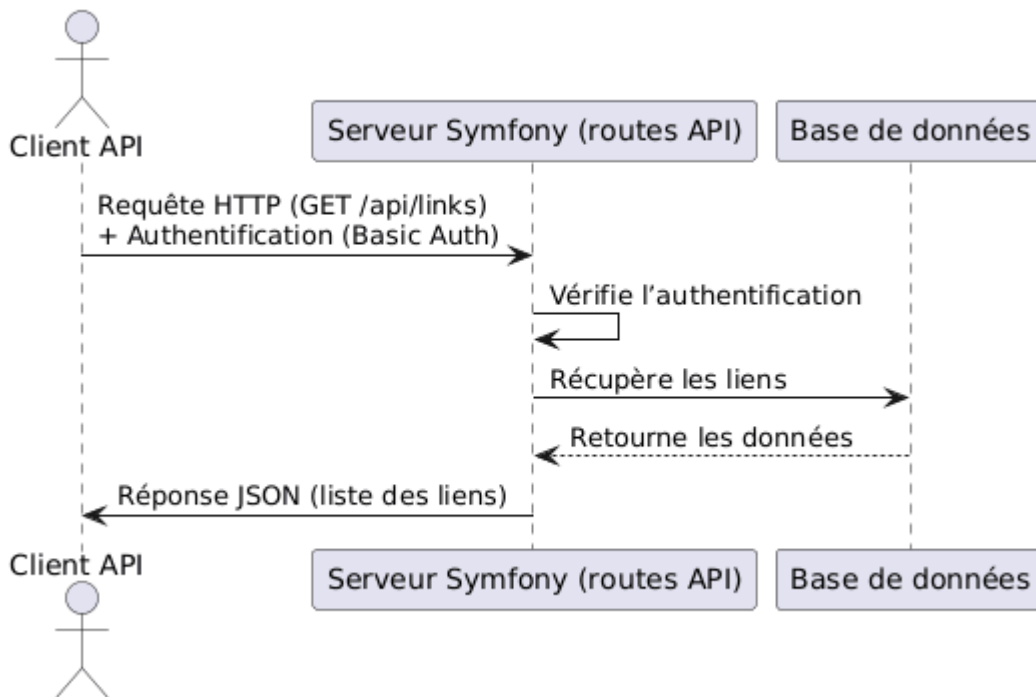 Client API
Serveur Symfony (routes API)
Base de données
Requête HTTP (GET /api/links)
+ Authentification (Basic Auth)
Vérifie l’authentification
Récupère les liens
Retourne les données
Réponse JSON (liste des liens)
Client API
Serveur Symfony (routes API)
Base de données